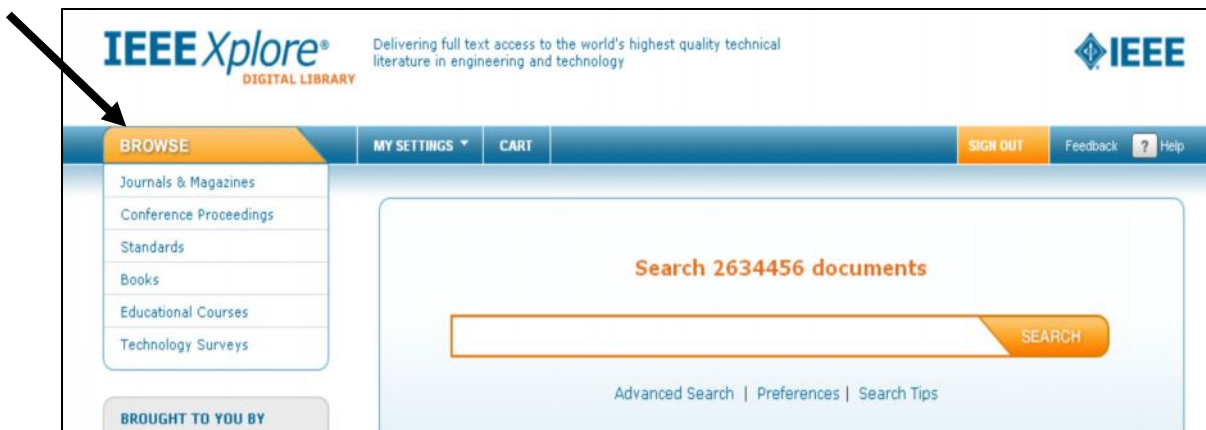 IEEE Xplore®
DIGITAL LIBRARY
Delivering full text access to the world's highest quality technical
literature in engineering and technology
IEEE
BROWSE
MY SETTINGS
CART
SIGN OUT
Feedback
? Help
Journals & Magazines
Conference Proceedings
Standards
Books
Educational Courses
Technology Surveys
BROUGHT TO YOU BY
Search 2634456 documents
SEARCH
Advanced Search | Preferences | Search Tips